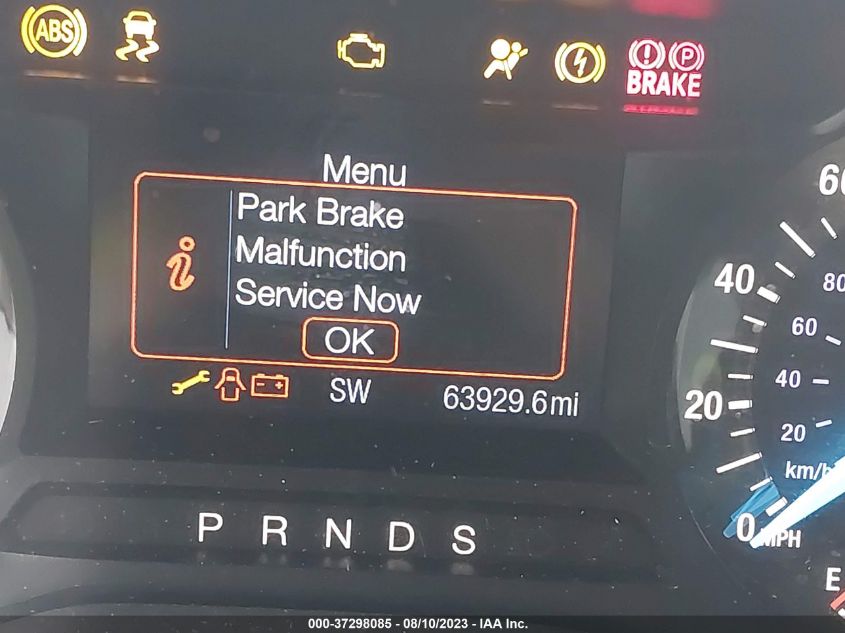 ABS
BRAKE
P
Menu
Park Brake
Malfunction
Service Now
OK
SW
63929.6mi
60
80
40
60
40
20
20
km/h
0
MPH
P R N D S
E
000-37298085 - 08/10/2023 - IAA Inc.